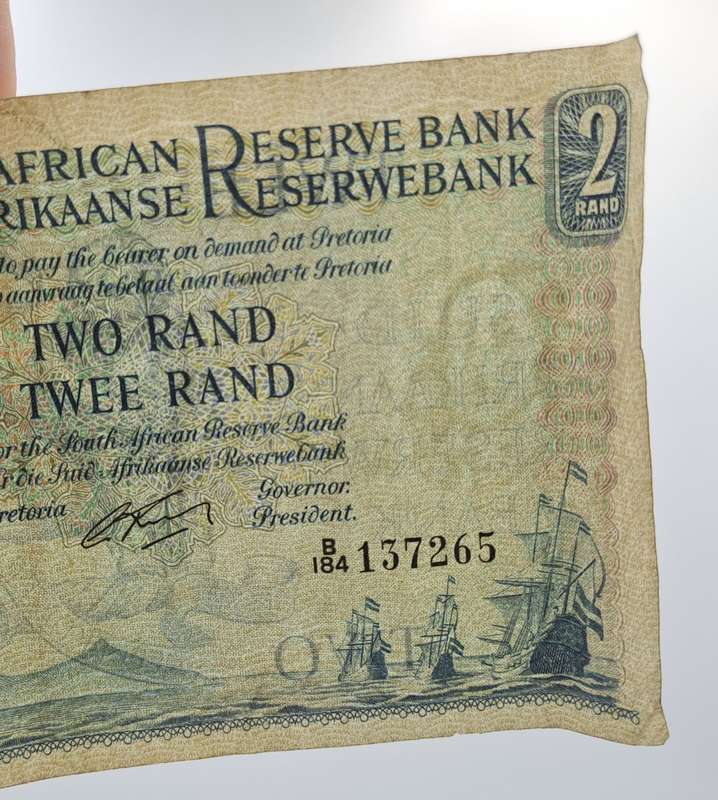 AFRICAN RESERVE BANK
RIKAANSE RESERWEBANK
2
RAND
to pay the bearer on demand at Pretoria
aanvraag te betaal aan toonder te Pretoria
TWO RAND
TWEE RAND
or the South African Reserve Bank
r die Suid-Afrikaanse Reserwebank
retoria
Governor.
President.
B
184 137265
TWO